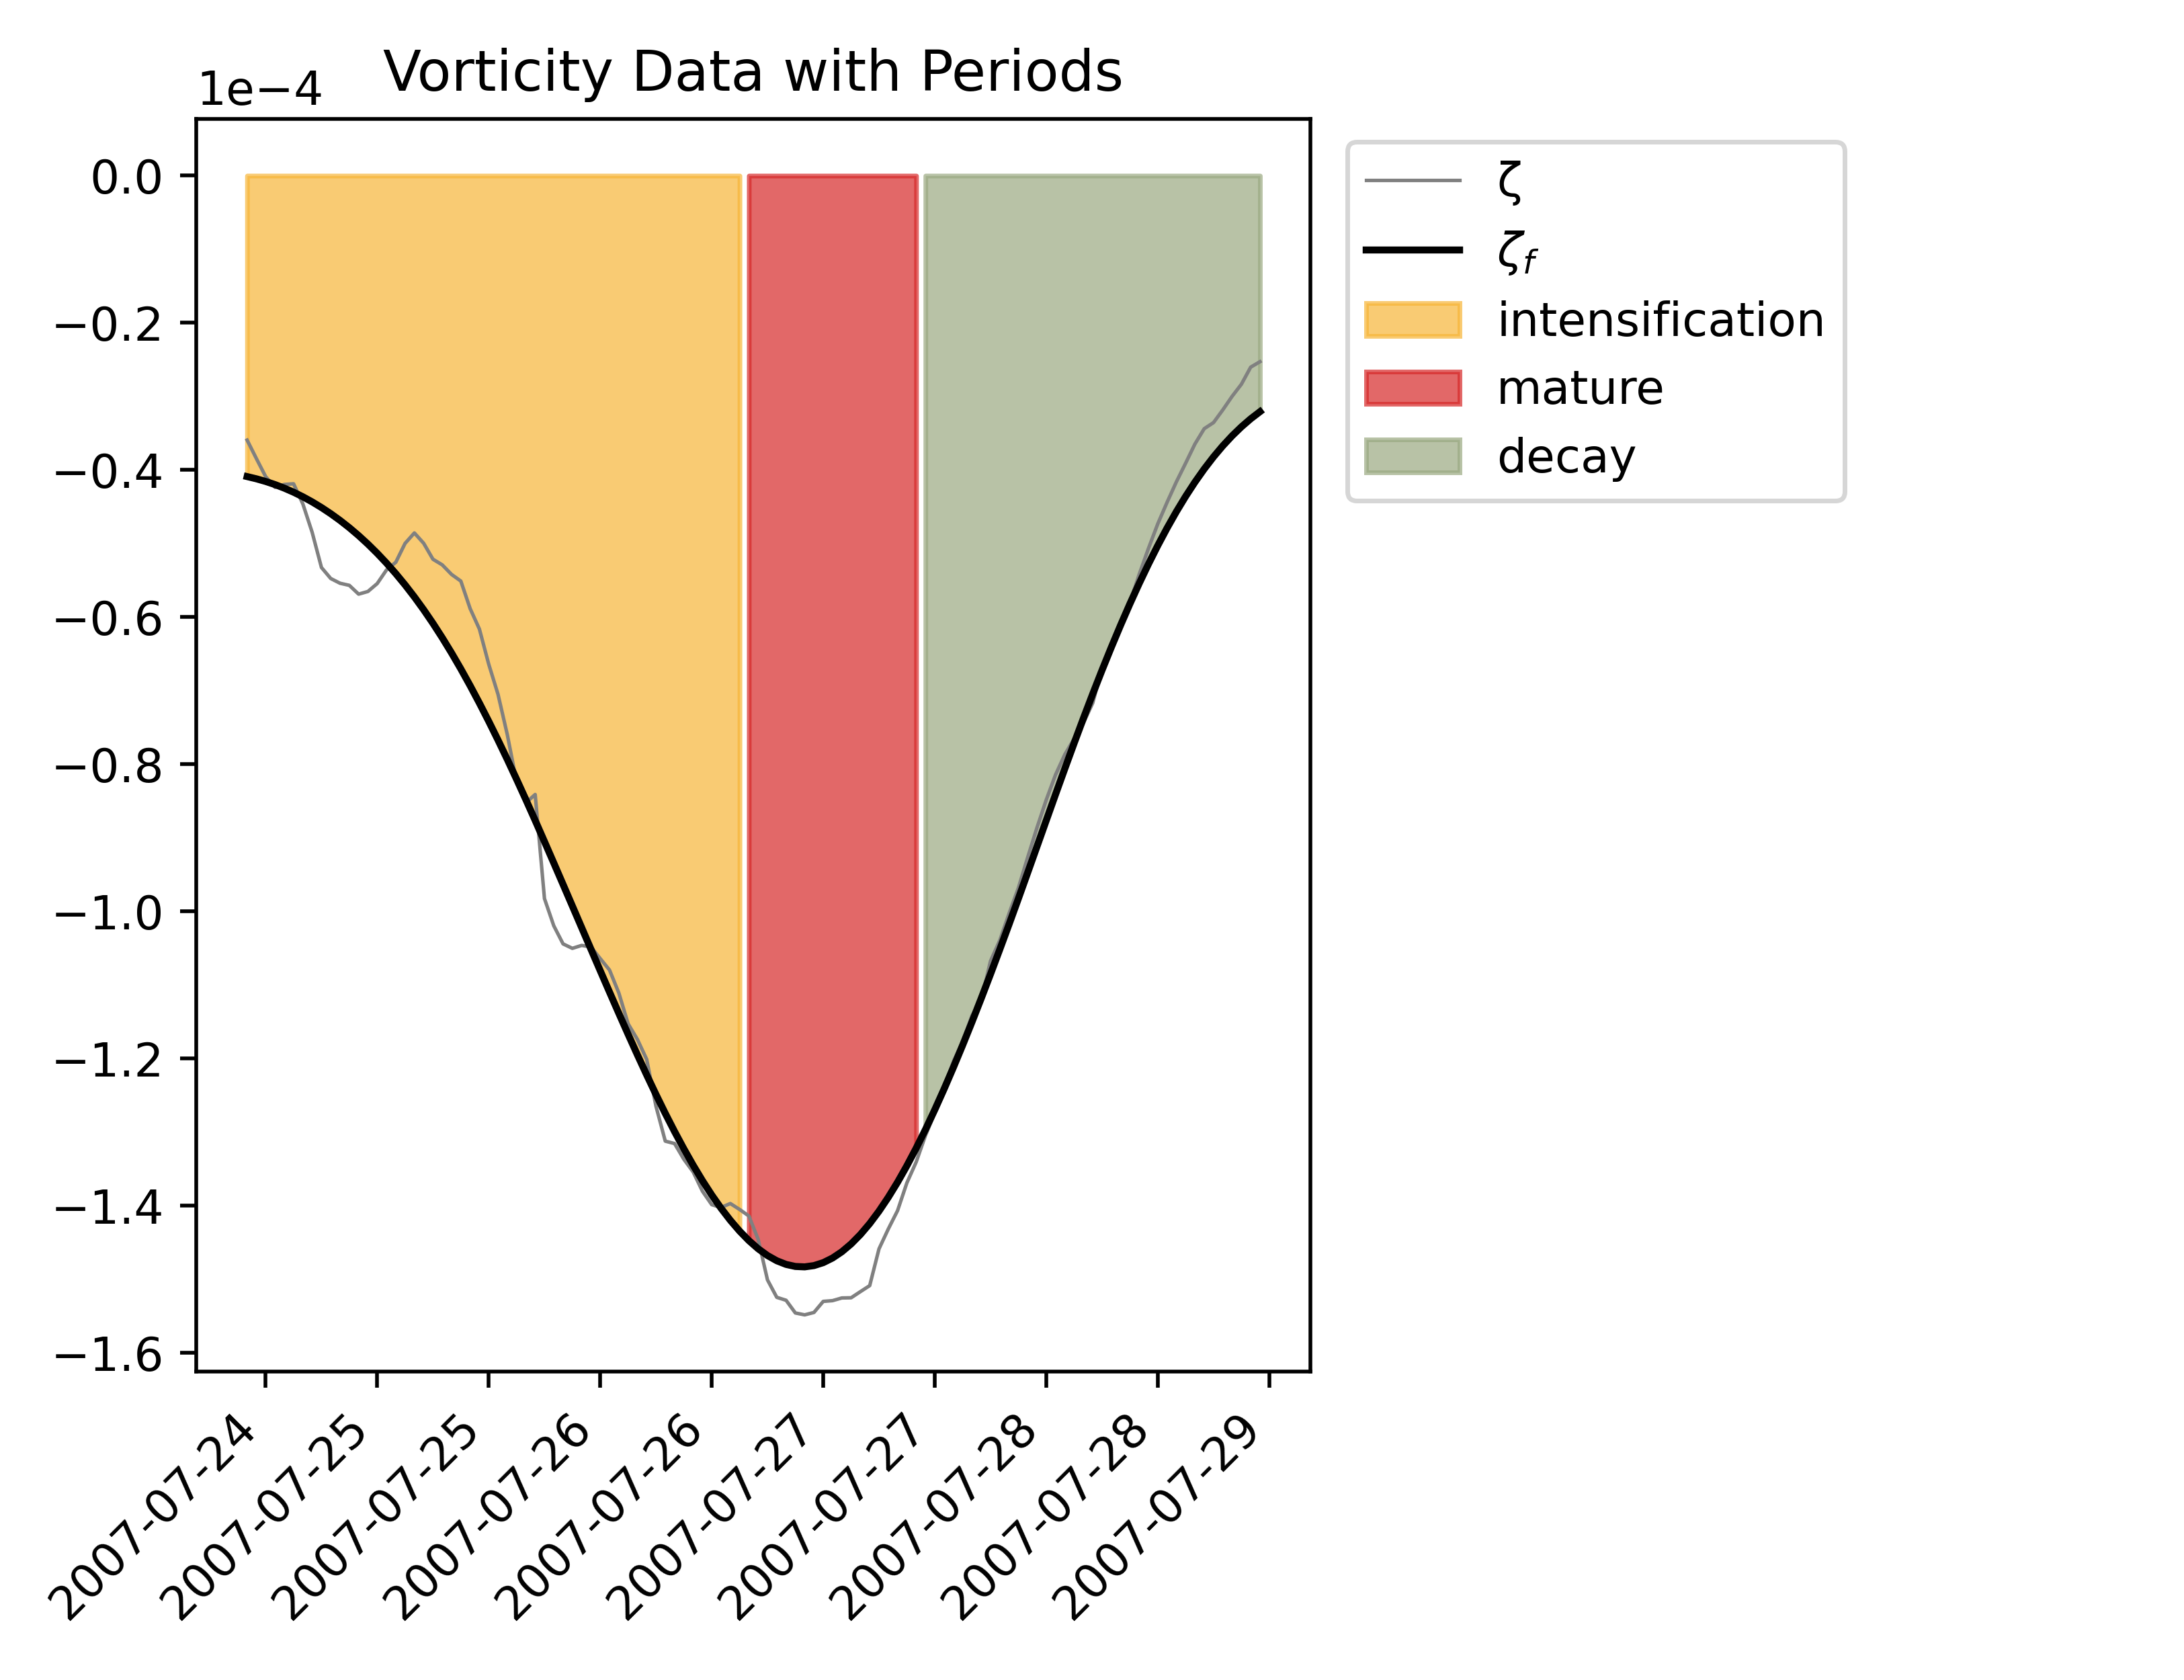 Vorticity Data with Periods
1e−4
0.0
−0.2
−0.4
−0.6
−0.8
−1.0
−1.2
−1.4
−1.6
2007-07-24
2007-07-25
2007-07-25
2007-07-26
2007-07-26
2007-07-27
2007-07-27
2007-07-28
2007-07-28
2007-07-29
ζ
ζf
intensification
mature
decay